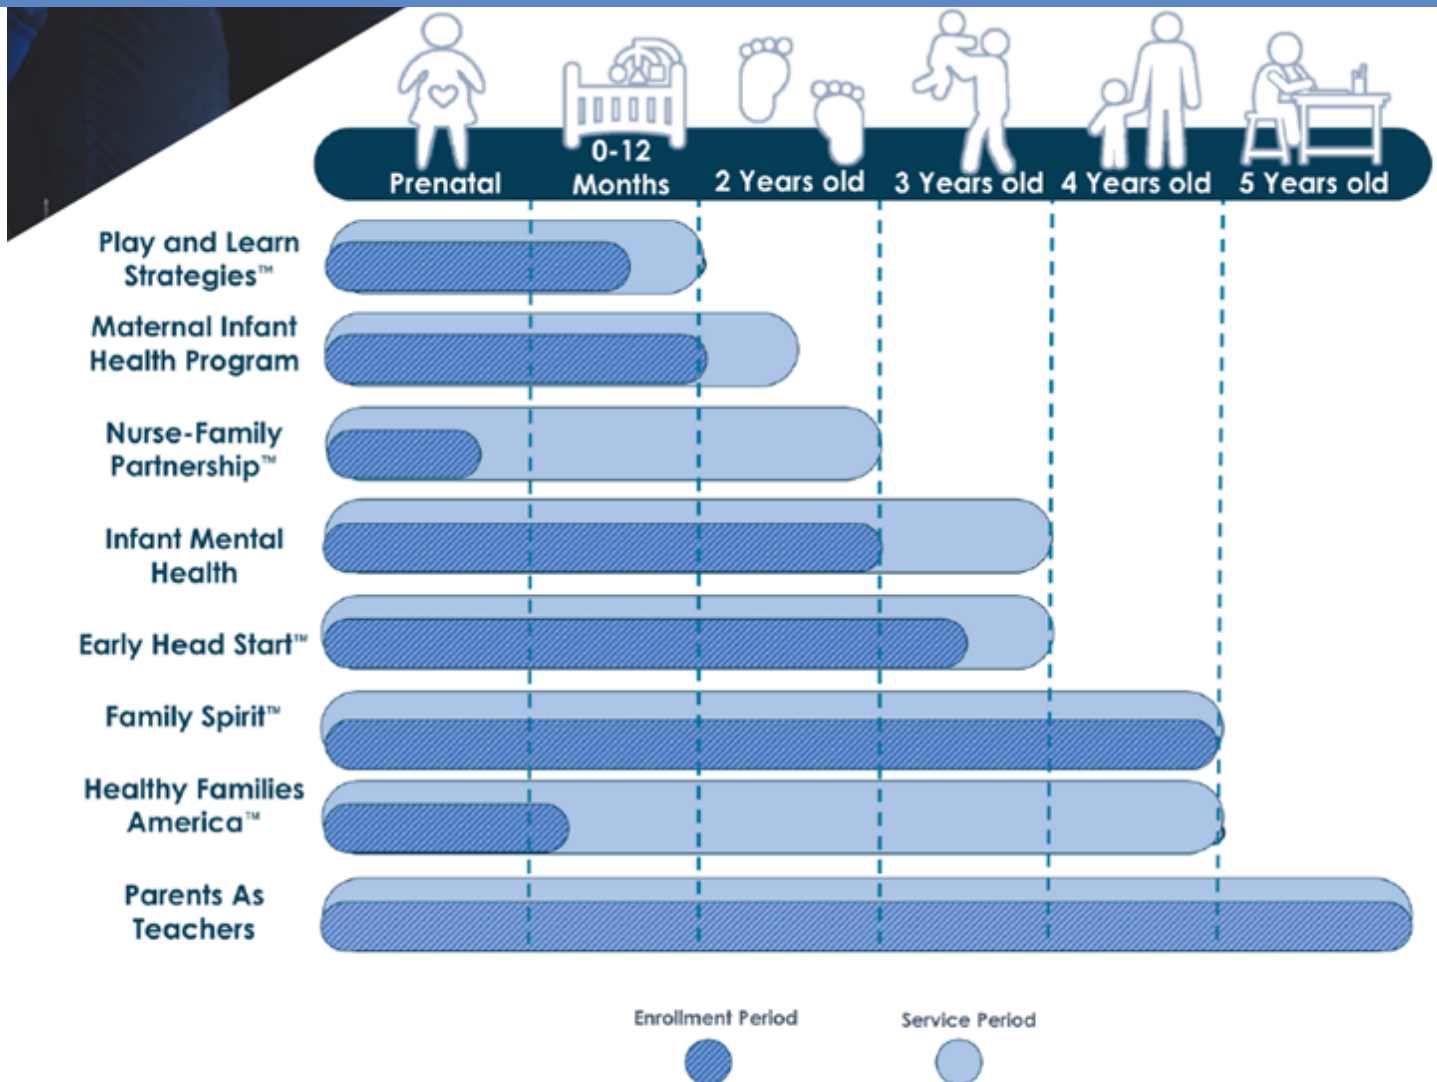 Prenatal
0-12
Months
2 Years old
3 Years old
4 Years old
5 Years old
Play and Learn
Strategies™
Maternal Infant
Health Program
Nurse-Family
Partnership™
Infant Mental
Health
Early Head Start™
Family Spirit™
Healthy Families
America™
Parents As
Teachers
Enrollment Period
Service Period